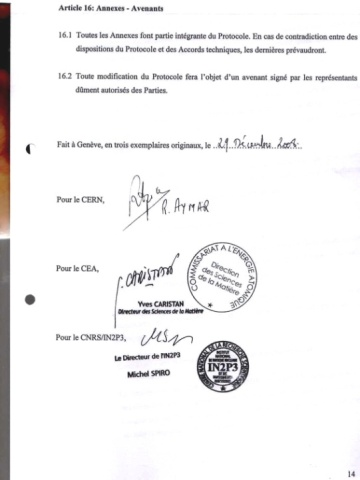 Article 16: Annexes - Avenants
16.1 Toutes les Annexes font partie intégrante du Protocole. En cas de contradiction entre des
dispositions du Protocole et des Accords techniques, les dernières prévaudront.
16.2 Toute modification du Protocole fera l'objet d'un avenant signé par les représentants
dûment autorisés des Parties.
Fait à Genève, en trois exemplaires originaux, le 29 Décembre
Pour le CERN,
R. AYMAR
Pour le CEA,
CARISTAN
COMMISSARIAT A L'ENERGIE ATOMIQUE
Direction
des Sciences
de la Matière
Yves CARISTAN
Directeur des Sciences de la Matière
Pour le CNRS/IN2P3,
Le Directeur de l'IN2P3
Michel SPIRO
IN2P3
14